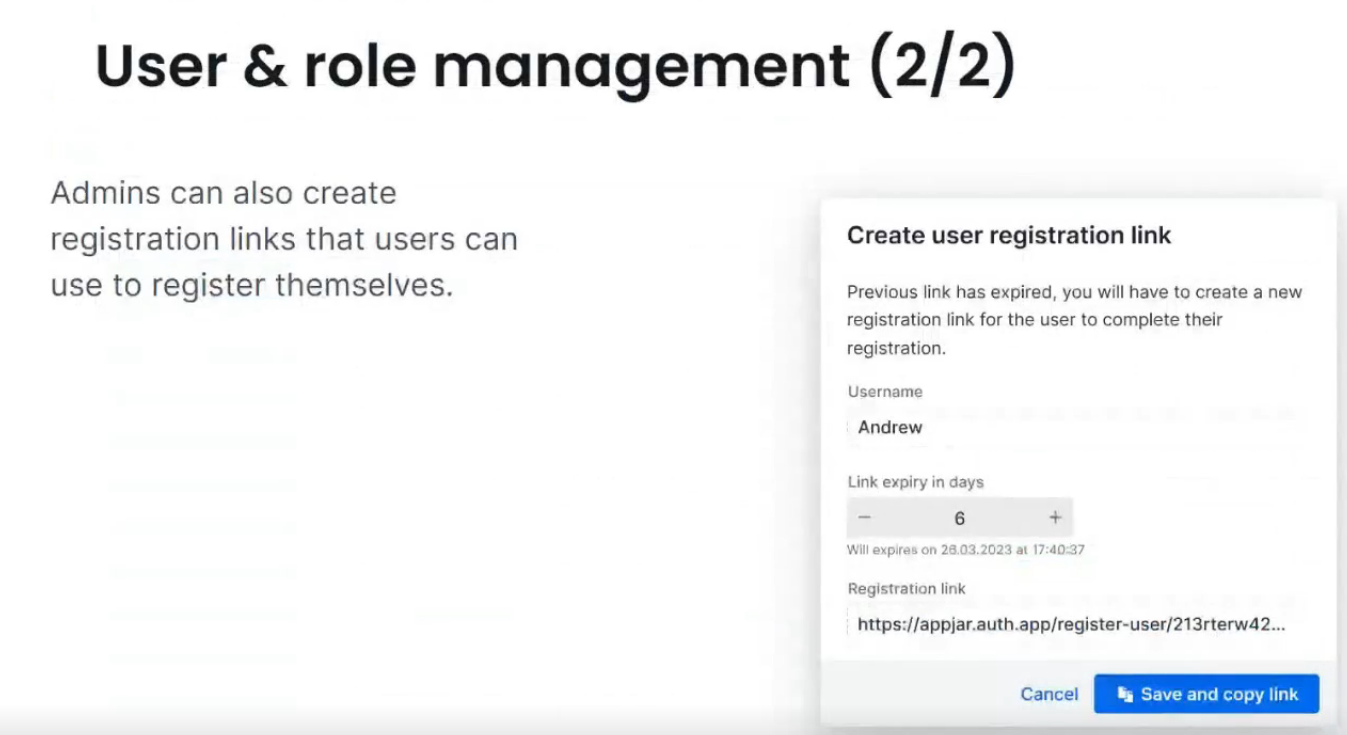 User & role management (2/2)
Admins can also create
registration links that users can
use to register themselves.
Create user registration link
Previous link has expired, you will have to create a new
registration link for the user to complete their
registration.
Username
Andrew
Link expiry in days
− 6 +
Will expires on 26.03.2023 at 17:40:37
Registration link
https://appjar.auth.app/register-user/213rterw42...
Cancel Save and copy link